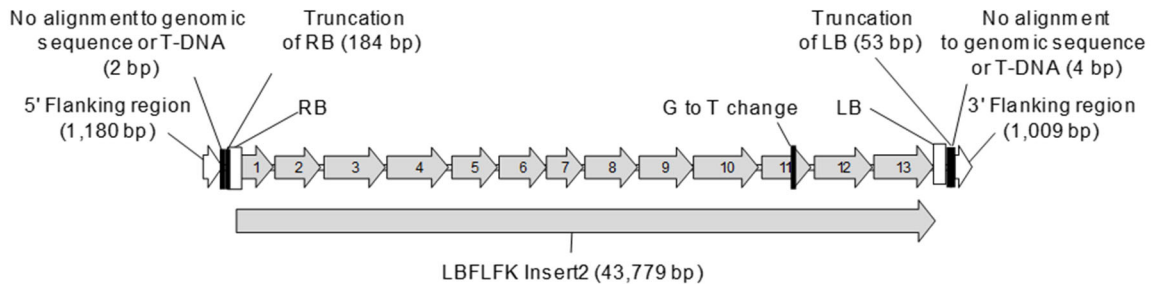 No alignment to genomic
sequence or T-DNA
(2 bp)
Truncation
of RB (184 bp)
Truncation
of LB (53 bp)
No alignment
to genomic sequence
or T-DNA (4 bp)
5' Flanking region
(1,180 bp)
RB
G to T change
LB
3' Flanking region
(1,009 bp)
1 2 3 4 5 6 7 8 9 10 11 12 13
LBFLFK Insert2 (43,779 bp)